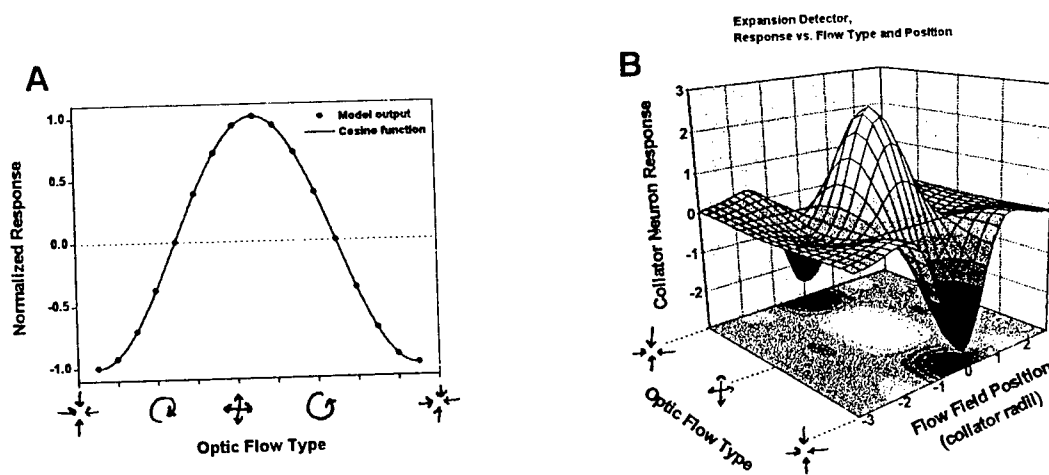 A
Model output
Cosine function
1.0
0.5
0.0
-0.5
-1.0
Normalized Response
Optic Flow Type
Expansion Detector,
Response vs. Flow Type and Position
B
3
2
1
0
-1
-2
Collator Neuron Response
Optic Flow Type
-3
-2
-1
0
1
2
Flow Field Position
(collator radii)